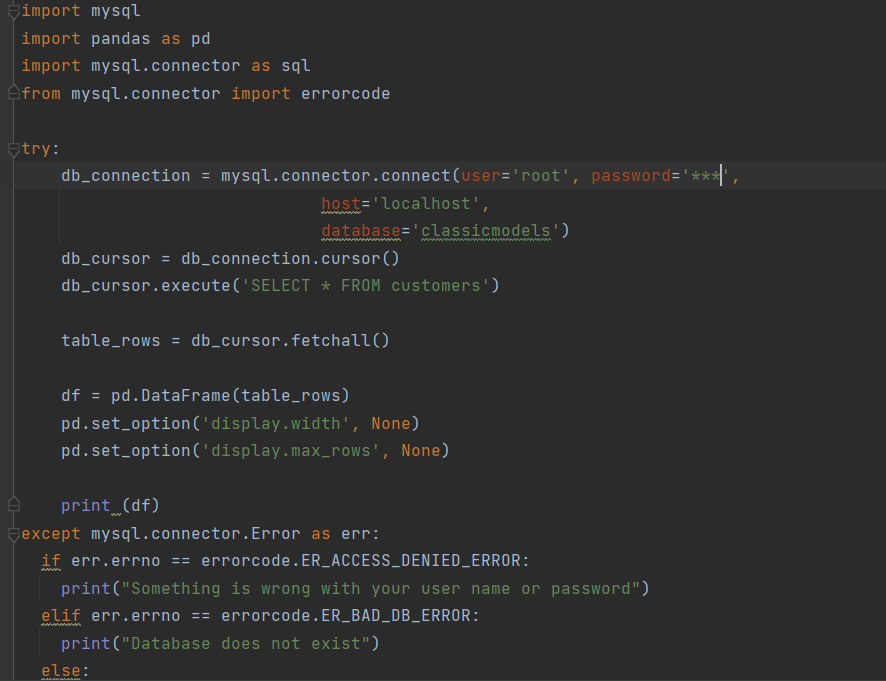 import mysql
import pandas as pd
import mysql.connector as sql
from mysql.connector import errorcode

try:
    db_connection = mysql.connector.connect(user='root', password='***',
                              host='localhost',
                              database='classicmodels')
    db_cursor = db_connection.cursor()
    db_cursor.execute('SELECT * FROM customers')

    table_rows = db_cursor.fetchall()

    df = pd.DataFrame(table_rows)
    pd.set_option('display.width', None)
    pd.set_option('display.max_rows', None)

    print (df)
except mysql.connector.Error as err:
  if err.errno == errorcode.ER_ACCESS_DENIED_ERROR:
    print("Something is wrong with your user name or password")
  elif err.errno == errorcode.ER_BAD_DB_ERROR:
    print("Database does not exist")
  else: